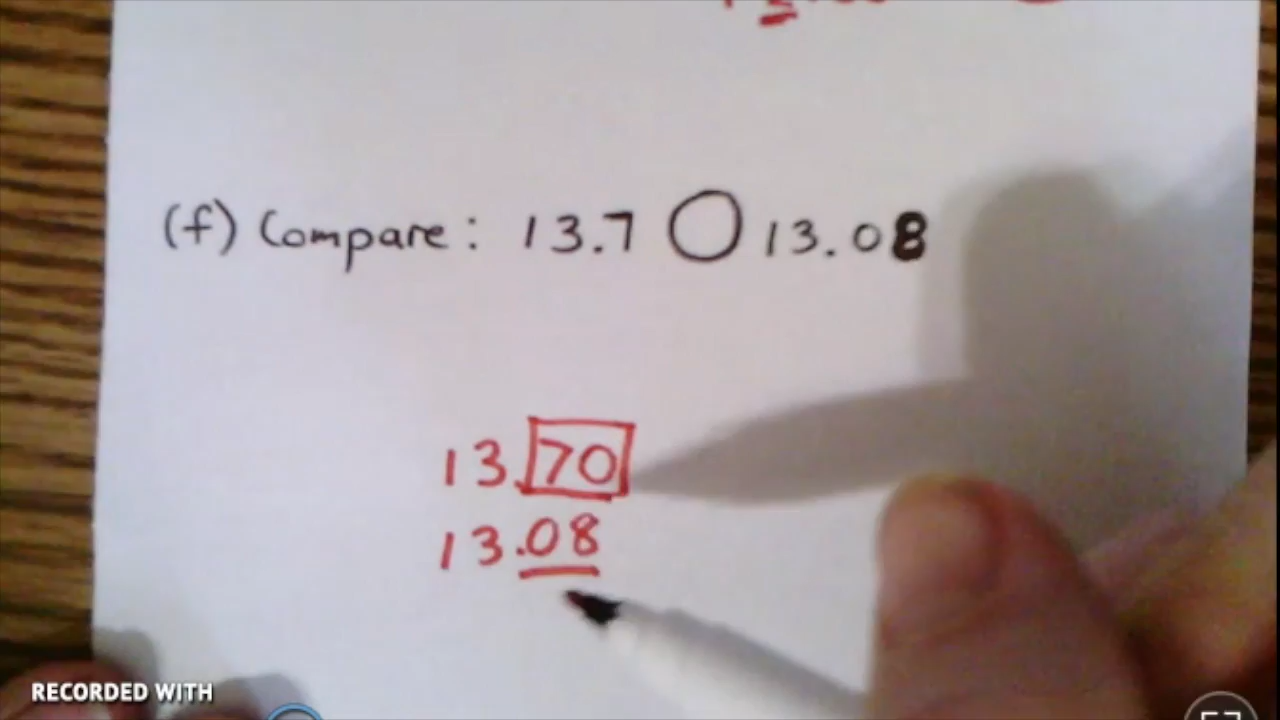 (f) Compare: 13.7 ○ 13.08
13.70
13.08
RECORDED WITH